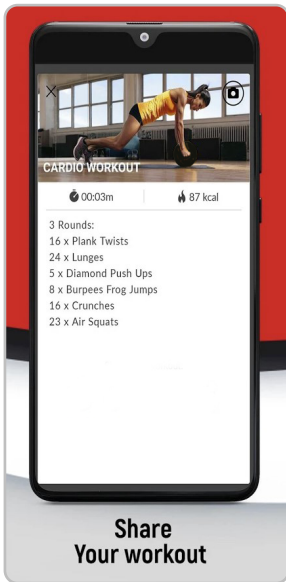 CARDIO WORKOUT
00:03m
87 kcal
3 Rounds:
16 x Plank Twists
24 x Lunges
5 x Diamond Push Ups
8 x Burpees Frog Jumps
16 x Crunches
23 x Air Squats
Share
Your workout